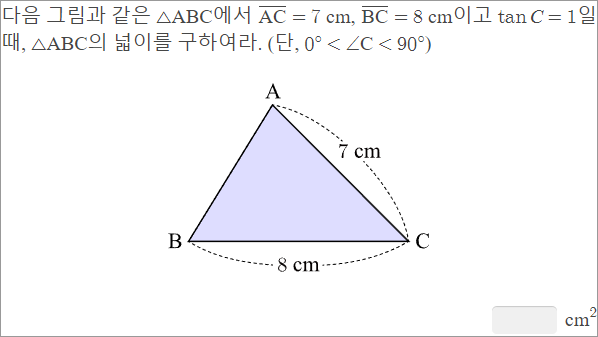 다음 그림과 같은 △ABC에서 AC = 7 cm, BC = 8 cm이고 tan C = 1일
때, △ABC의 넓이를 구하여라. (단, 0° < ∠C < 90°)
A
7 cm
B
C
8 cm
cm²